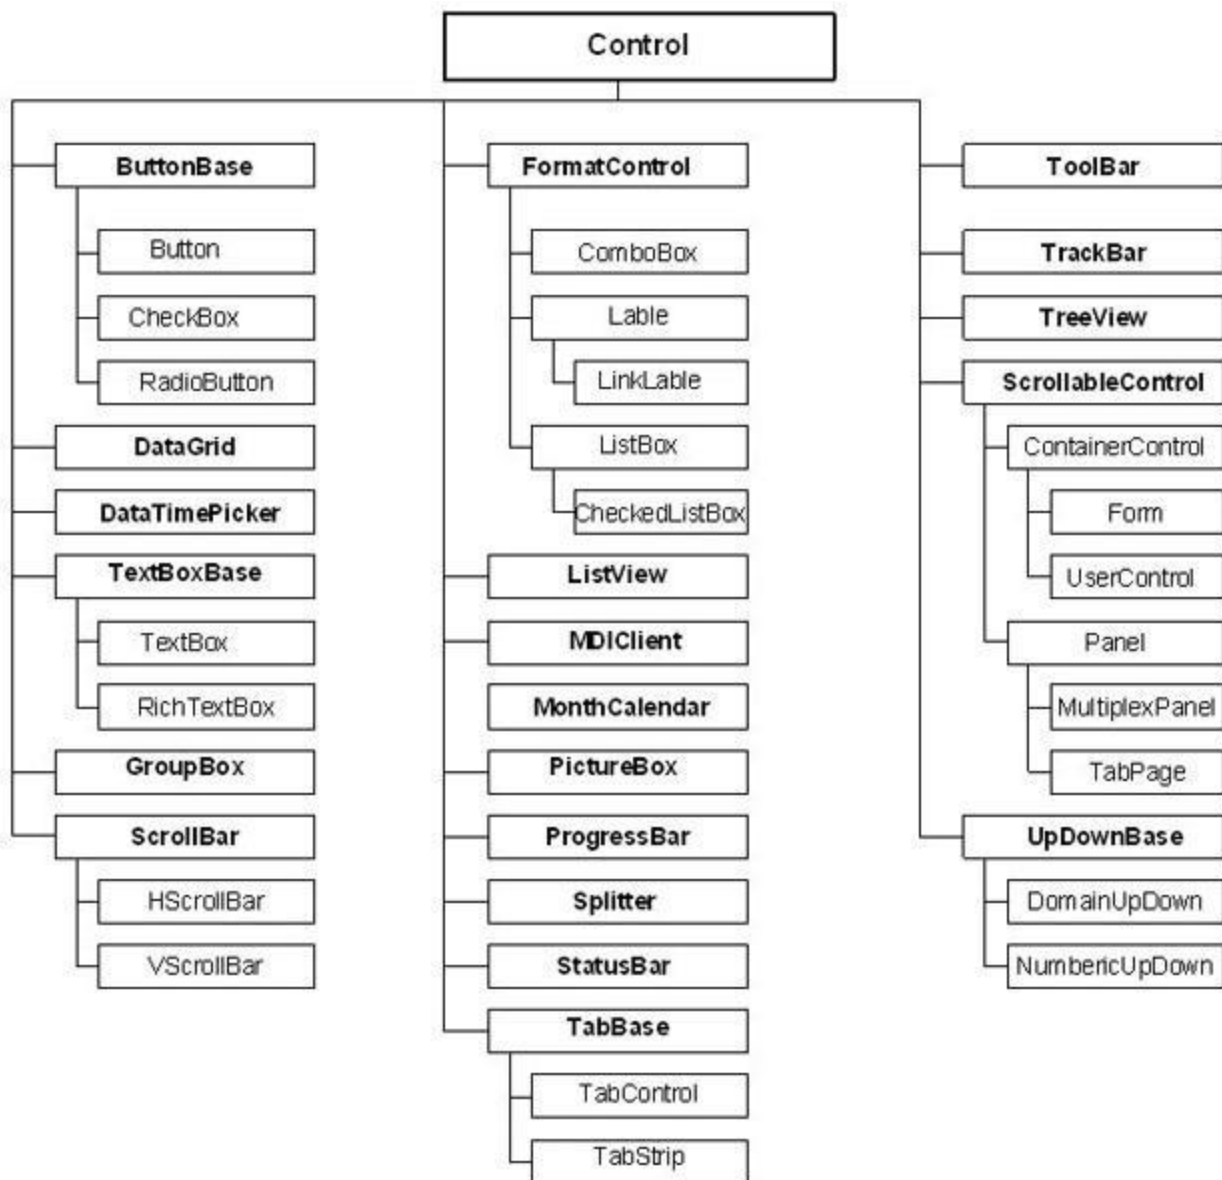 Control
ButtonBase
Button
CheckBox
RadioButton
DataGrid
DataTimePicker
TextBoxBase
TextBox
RichTextBox
GroupBox
ScrollBar
HScrollBar
VScrollBar
FormatControl
ComboBox
Lable
LinkLable
ListBox
CheckedListBox
ListView
MDIClient
MonthCalendar
PictureBox
ProgressBar
Splitter
StatusBar
TabBase
TabControl
TabStrip
ToolBar
TrackBar
TreeView
ScrollableControl
ContainerControl
Form
UserControl
Panel
MultiplexPanel
TabPage
UpDownBase
DomainUpDown
NumbericUpDown